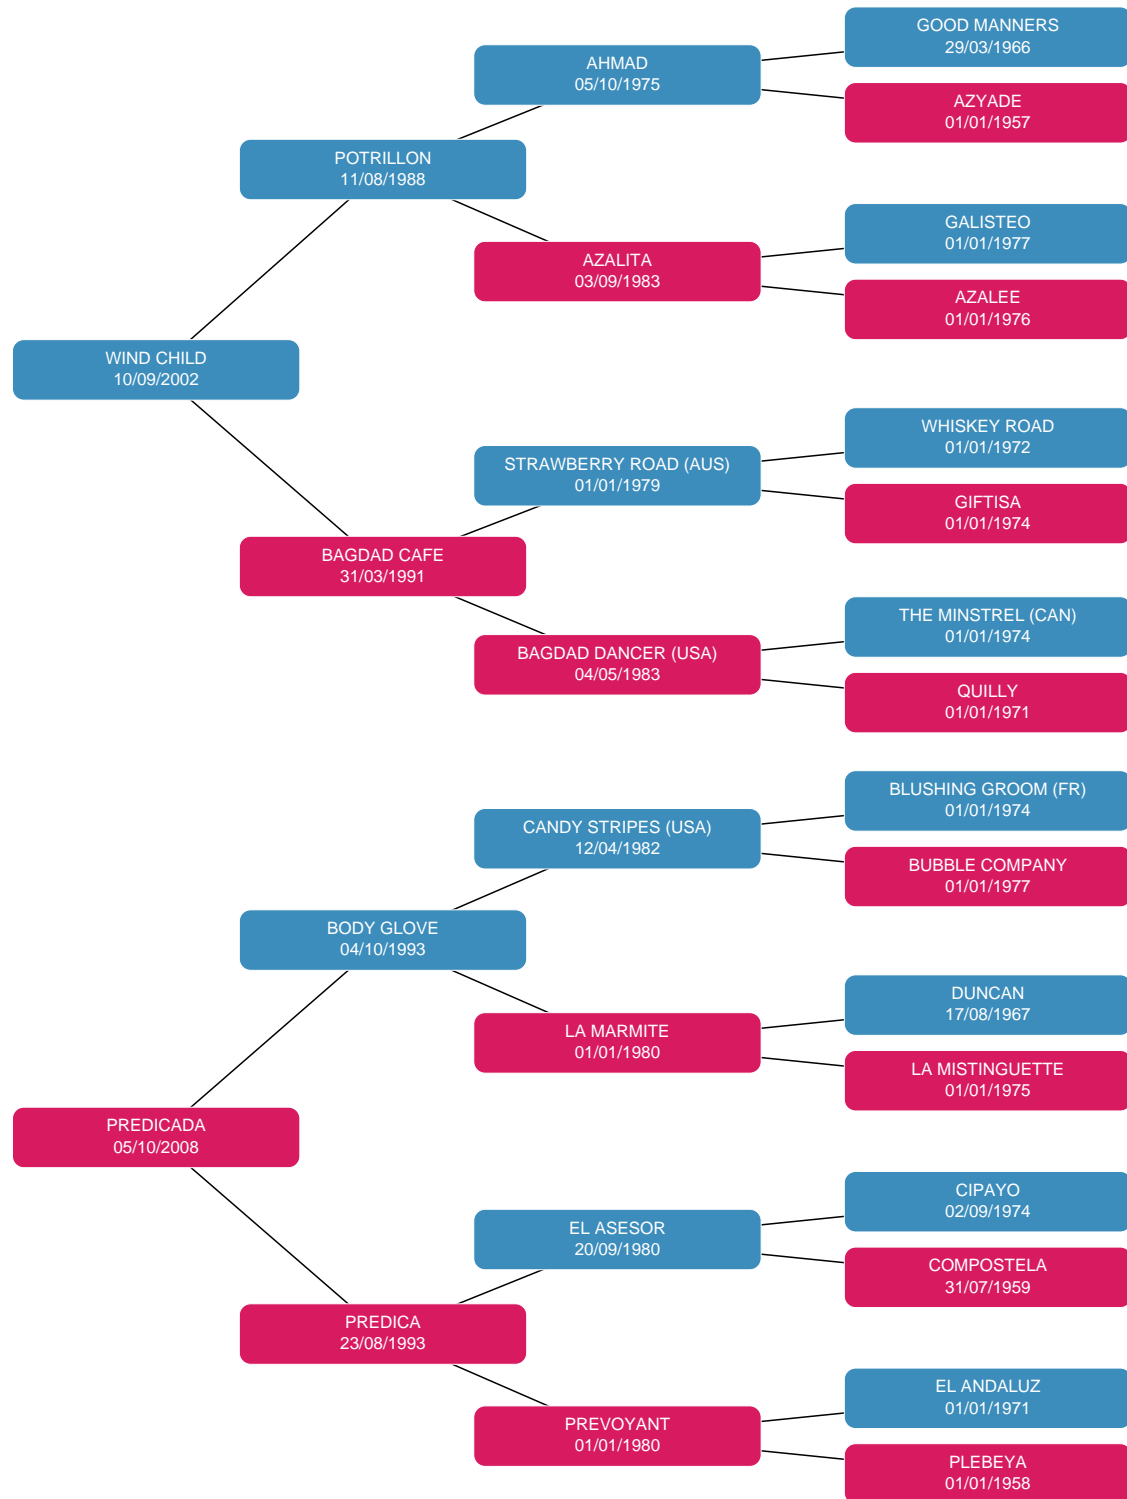 GOOD MANNERS
29/03/1966
AHMAD
05/10/1975
AZYADE
01/01/1957
POTRILLON
11/08/1988
GALISTEO
01/01/1977
AZALITA
03/09/1983
AZALEE
01/01/1976
WIND CHILD
10/09/2002
WHISKEY ROAD
01/01/1972
STRAWBERRY ROAD (AUS)
01/01/1979
GIFTISA
01/01/1974
BAGDAD CAFE
31/03/1991
THE MINSTREL (CAN)
01/01/1974
BAGDAD DANCER (USA)
04/05/1983
QUILLY
01/01/1971
BLUSHING GROOM (FR)
01/01/1974
CANDY STRIPES (USA)
12/04/1982
BUBBLE COMPANY
01/01/1977
BODY GLOVE
04/10/1993
DUNCAN
17/08/1967
LA MARMITE
01/01/1980
LA MISTINGUETTE
01/01/1975
PREDICADA
05/10/2008
CIPAYO
02/09/1974
EL ASESOR
20/09/1980
COMPOSTELA
31/07/1959
PREDICA
23/08/1993
EL ANDALUZ
01/01/1971
PREVOYANT
01/01/1980
PLEBEYA
01/01/1958